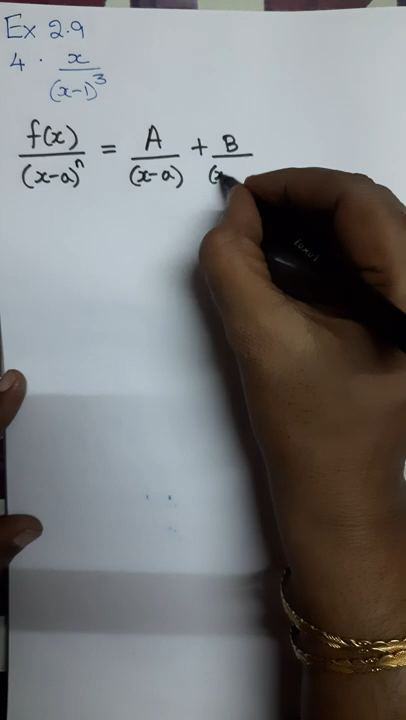 Ex 2.9
4. x/(x-1)^3
f(x)/(x-a)^n = A/(x-a) + B/(x